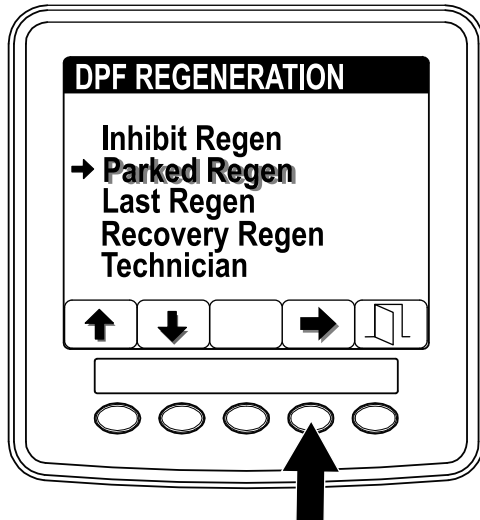 DPF REGENERATION
Inhibit Regen
Parked Regen
Last Regen
Recovery Regen
Technician